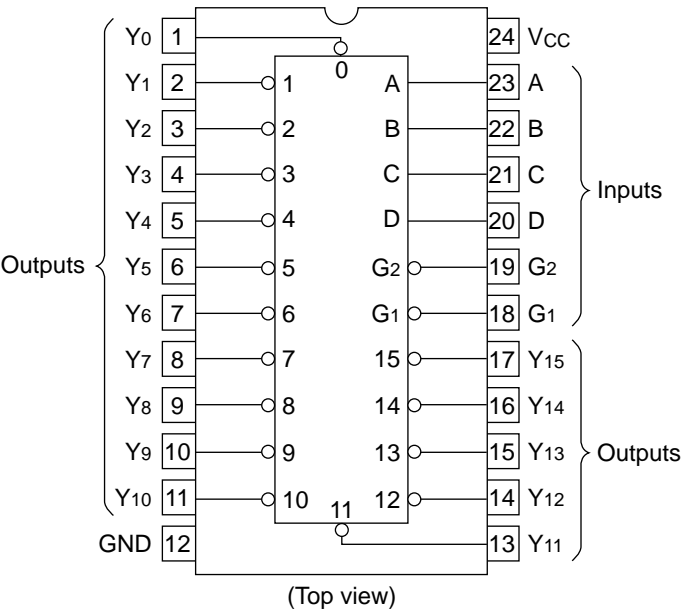 Y0 1 0 24 VCC
Y1 2 1 A 23 A
Y2 3 2 B 22 B
Y3 4 3 C 21 C
Inputs
Y4 5 4 D 20 D
Outputs Y5 6 5 G2 19 G2
Y6 7 6 G1 18 G1
Y7 8 7 15 17 Y15
Y8 9 8 14 16 Y14
Y9 10 9 13 15 Y13 Outputs
Y10 11 10 11 12 14 Y12
GND 12 13 Y11
(Top view)